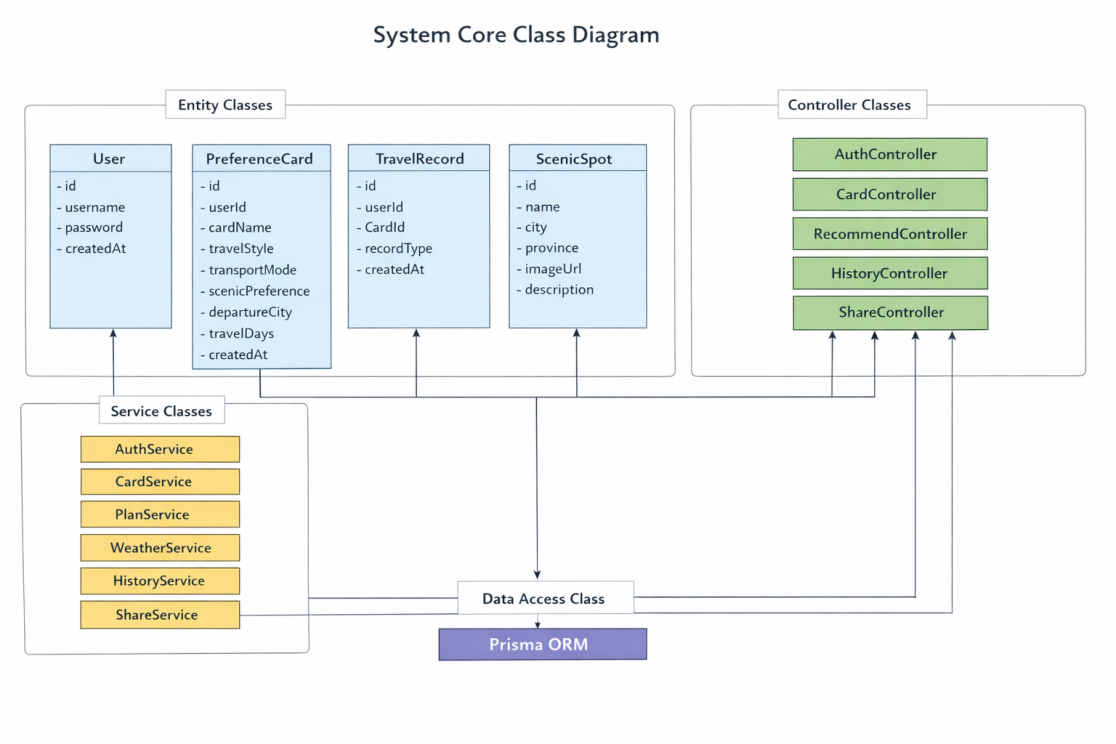 System Core Class Diagram
Entity Classes
User
- id
- username
- password
- createdAt
PreferenceCard
- id
- userId
- cardName
- travelStyle
- transportMode
- scenicPreference
- departureCity
- travelDays
- createdAt
TravelRecord
- id
- userId
- CardId
- recordType
- createdAt
ScenicSpot
- id
- name
- city
- province
- imageUrl
- description
Controller Classes
AuthController
CardController
RecommendController
HistoryController
ShareController
Service Classes
AuthService
CardService
PlanService
WeatherService
HistoryService
ShareService
Data Access Class
Prisma ORM